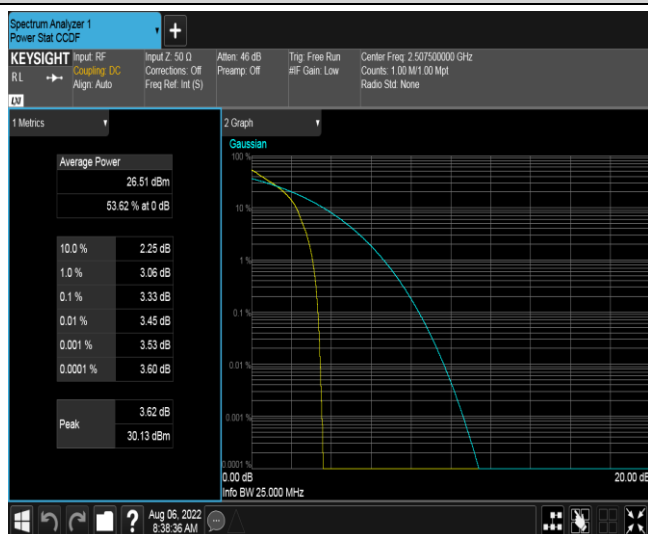 Spectrum Analyzer 1
Power Stat CCDF
+
KEYSIGHT
RL
LXI
Input: RF
Coupling: DC
Align: Auto
Input Z: 50 Ω
Corrections: Off
Freq Ref: Int (S)
Atten: 46 dB
Preamp: Off
Trig: Free Run
#IF Gain: Low
Center Freq: 2.507500000 GHz
Counts: 1.00 M/1.00 Mpt
Radio Std: None
1 Metrics
Average Power
26.51 dBm
53.62 % at 0 dB
10.0 % 2.25 dB
1.0 % 3.06 dB
0.1 % 3.33 dB
0.01 % 3.45 dB
0.001 % 3.53 dB
0.0001 % 3.60 dB
Peak
3.62 dB
30.13 dBm
2 Graph
Gaussian
100 %
10 %
1 %
0.1 %
0.01 %
0.001 %
0.0001 %
0.00 dB
20.00 dB
Info BW 25.000 MHz
?
Aug 06, 2022
8:38:36 AM